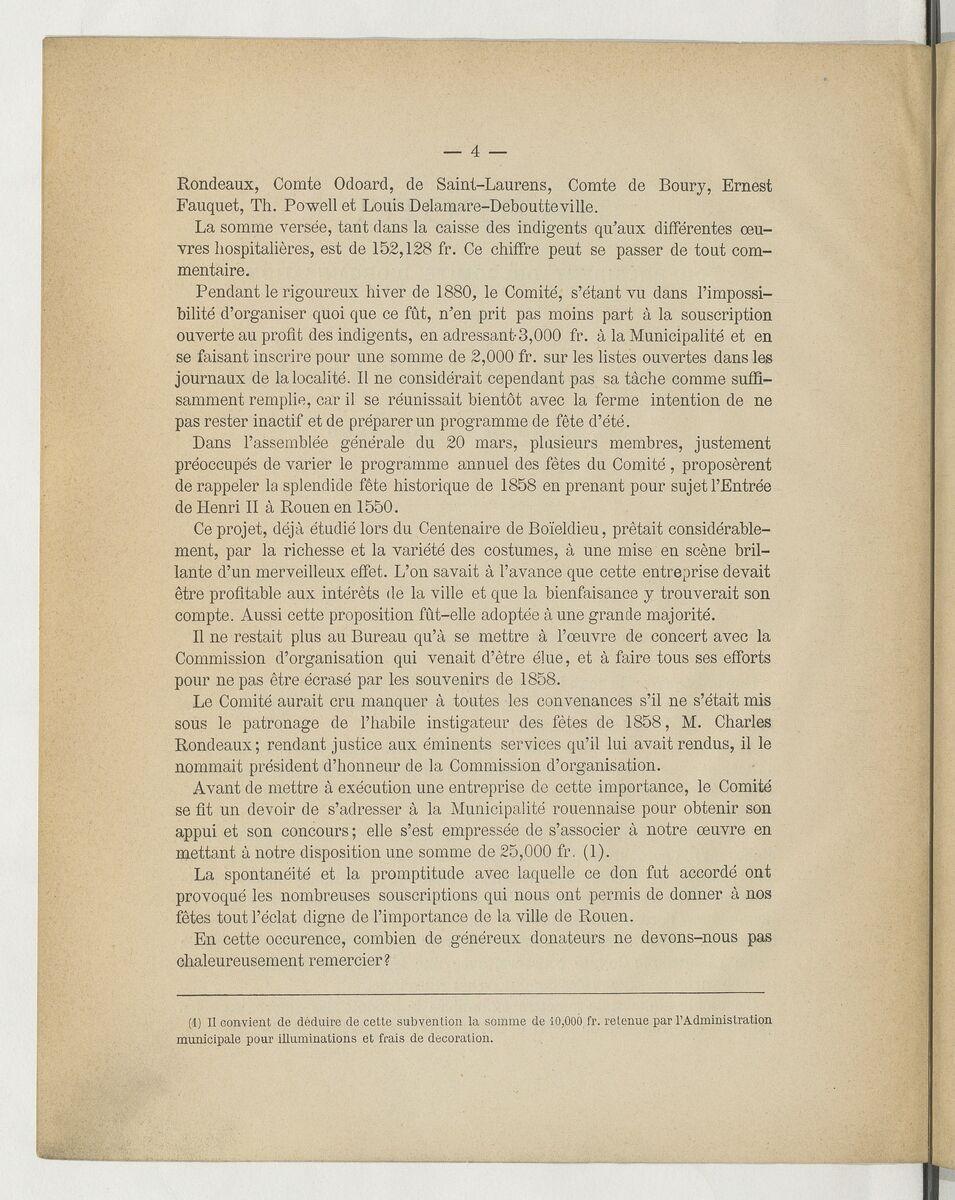 — 4 —
Rondeaux, Comte Odoard, de Saint-Laurens, Comte de Boury, Ernest
Fauquet, Th. Powell et Louis Delamare-Deboutteville.
La somme versée, tant dans la caisse des indigents qu'aux différentes œu-
vres hospitalières, est de 152,128 fr. Ce chiffre peut se passer de tout com-
mentaire.
Pendant le rigoureux hiver de 1880, le Comité, s'étant vu dans l'impossi-
bilité d'organiser quoi que ce fût, n'en prit pas moins part à la souscription
ouverte au profit des indigents, en adressant 3,000 fr. à la Municipalité et en
se faisant inscrire pour une somme de 2,000 fr. sur les listes ouvertes dans les
journaux de la localité. Il ne considérait cependant pas sa tâche comme suffi-
samment remplie, car il se réunissait bientôt avec la ferme intention de ne
pas rester inactif et de préparer un programme de fête d'été.
Dans l'assemblée générale du 20 mars, plusieurs membres, justement
préoccupés de varier le programme annuel des fêtes du Comité, proposèrent
de rappeler la splendide fête historique de 1858 en prenant pour sujet l'Entrée
de Henri II à Rouen en 1550.
Ce projet, déjà étudié lors du Centenaire de Boïeldieu, prêtait considérable-
ment, par la richesse et la variété des costumes, à une mise en scène bril-
lante d'un merveilleux effet. L'on savait à l'avance que cette entreprise devait
être profitable aux intérêts de la ville et que la bienfaisance y trouverait son
compte. Aussi cette proposition fût-elle adoptée à une grande majorité.
Il ne restait plus au Bureau qu'à se mettre à l'œuvre de concert avec la
Commission d'organisation qui venait d'être élue, et à faire tous ses efforts
pour ne pas être écrasé par les souvenirs de 1858.
Le Comité aurait cru manquer à toutes les convenances s'il ne s'était mis
sous le patronage de l'habile instigateur des fêtes de 1858, M. Charles
Rondeaux; rendant justice aux éminents services qu'il lui avait rendus, il le
nommait président d'honneur de la Commission d'organisation.
Avant de mettre à exécution une entreprise de cette importance, le Comité
se fit un devoir de s'adresser à la Municipalité rouennaise pour obtenir son
appui et son concours; elle s'est empressée de s'associer à notre œuvre en
mettant à notre disposition une somme de 25,000 fr. (1).
La spontanéité et la promptitude avec laquelle ce don fut accordé ont
provoqué les nombreuses souscriptions qui nous ont permis de donner à nos
fêtes tout l'éclat digne de l'importance de la ville de Rouen.
En cette occurence, combien de généreux donateurs ne devons-nous pas
chaleureusement remercier?
(1) Il convient de déduire de cette subvention la somme de 10,000 fr. retenue par l'Administration
municipale pour illuminations et frais de decoration.